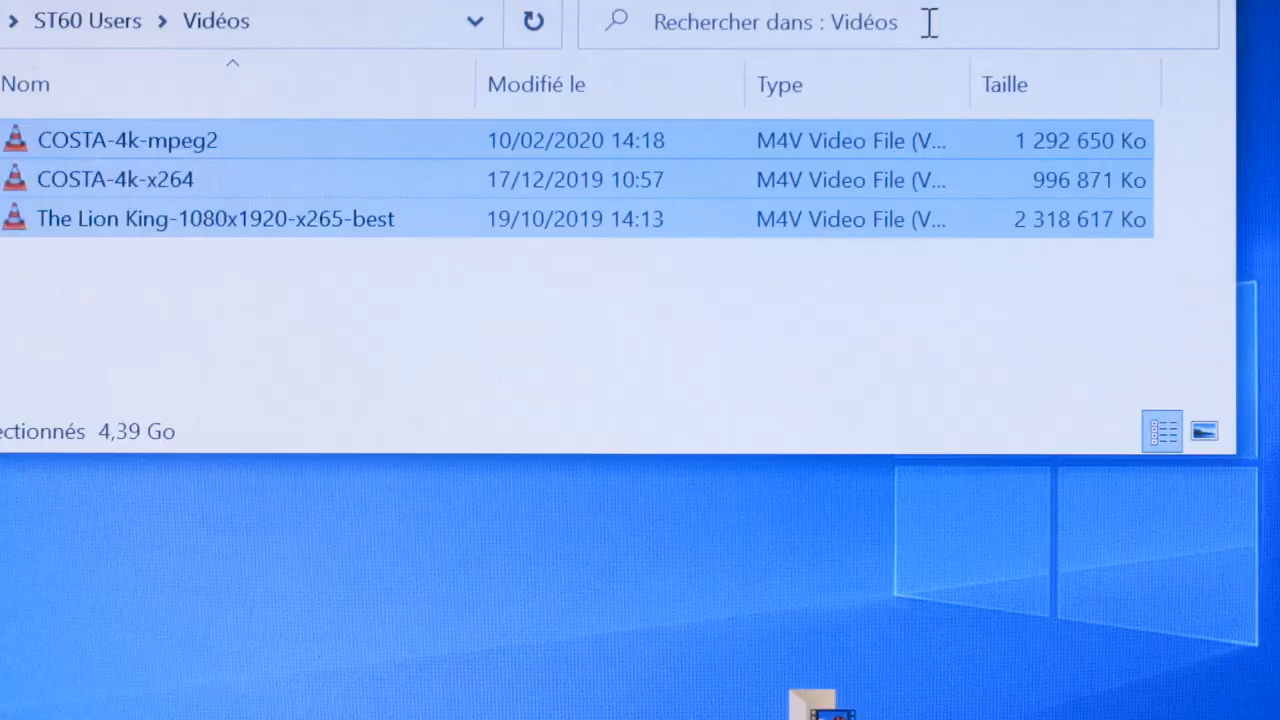 ST60 Users > Vidéos
Rechercher dans : Vidéos
Nom Modifié le Type Taille
COSTA-4k-mpeg2 10/02/2020 14:18 M4V Video File (V... 1 292 650 Ko
COSTA-4k-x264 17/12/2019 10:57 M4V Video File (V... 996 871 Ko
The Lion King-1080x1920-x265-best 19/10/2019 14:13 M4V Video File (V... 2 318 617 Ko
ectionnés 4,39 Go